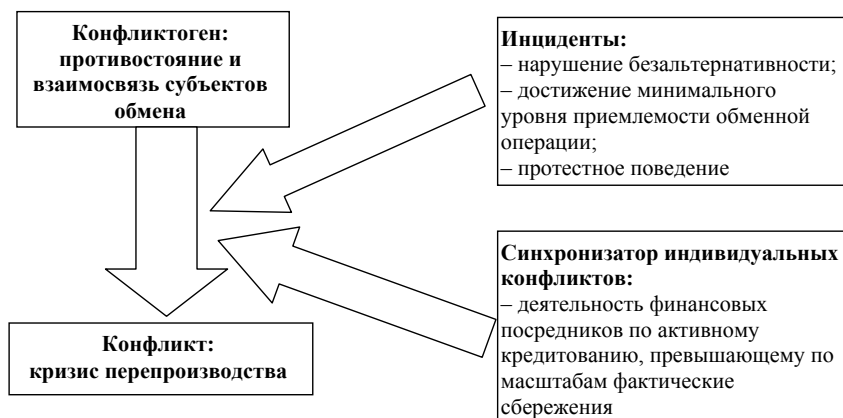 Конфликтоген:
противостояние и
взаимосвязь субъектов
обмена
Инциденты:
– нарушение безальтернативности;
– достижение минимального
уровня приемлемости обменной
операции;
– протестное поведение
Синхронизатор индивидуальных
конфликтов:
– деятельность финансовых
посредников по активному
кредитованию, превышающему по
масштабам фактические
сбережения
Конфликт:
кризис перепроизводства